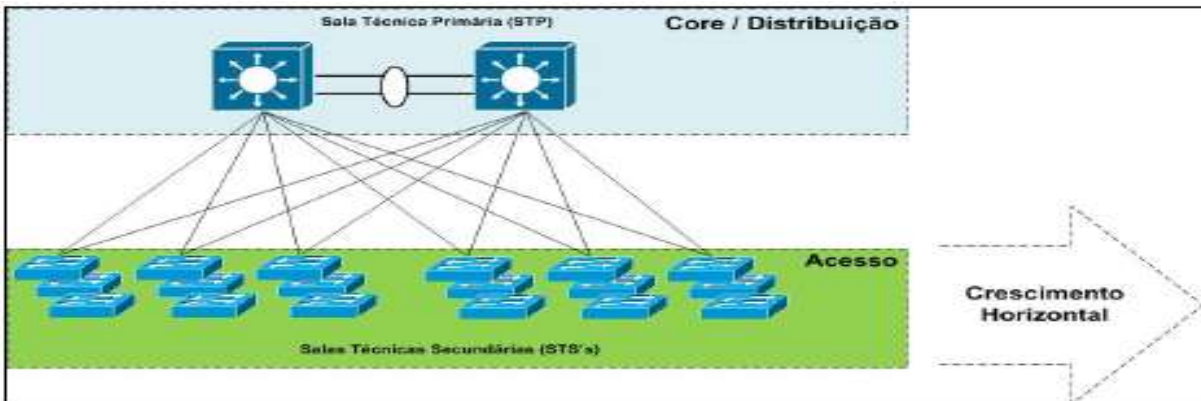 Sala Técnica Primária (STP)
Core / Distribuição
Acesso
Salas Técnicas Secundárias (STS's)
Crescimento
Horizontal